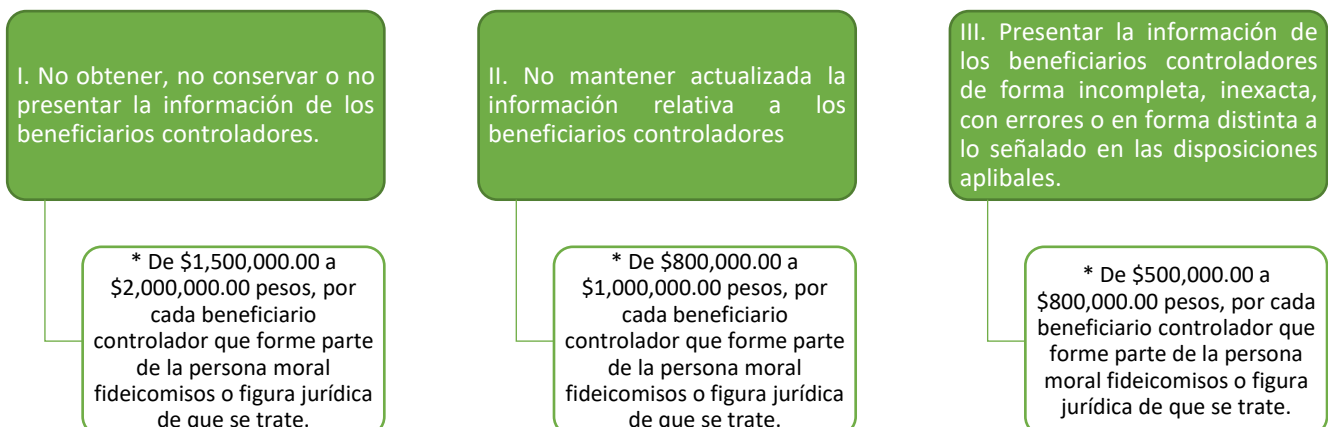 I. No obtener, no conservar o no
presentar la información de los
beneficiarios controladores.
* De $1,500,000.00 a
$2,000,000.00 pesos, por
cada beneficiario
controlador que forme parte
de la persona moral
fideicomisos o figura jurídica
de que se trate.
II. No mantener actualizada la
información relativa a los
beneficiarios controladores
* De $800,000.00 a
$1,000,000.00 pesos, por
cada beneficiario
controlador que forme parte
de la persona moral
fideicomisos o figura jurídica
de que se trate.
III. Presentar la información de
los beneficiarios controladores
de forma incompleta, inexacta,
con errores o en forma distinta a
lo señalado en las disposiciones
aplibales.
* De $500,000.00 a
$800,000.00 pesos, por cada
beneficiario controlador que
forme parte de la persona
moral fideicomisos o figura
jurídica de que se trate.